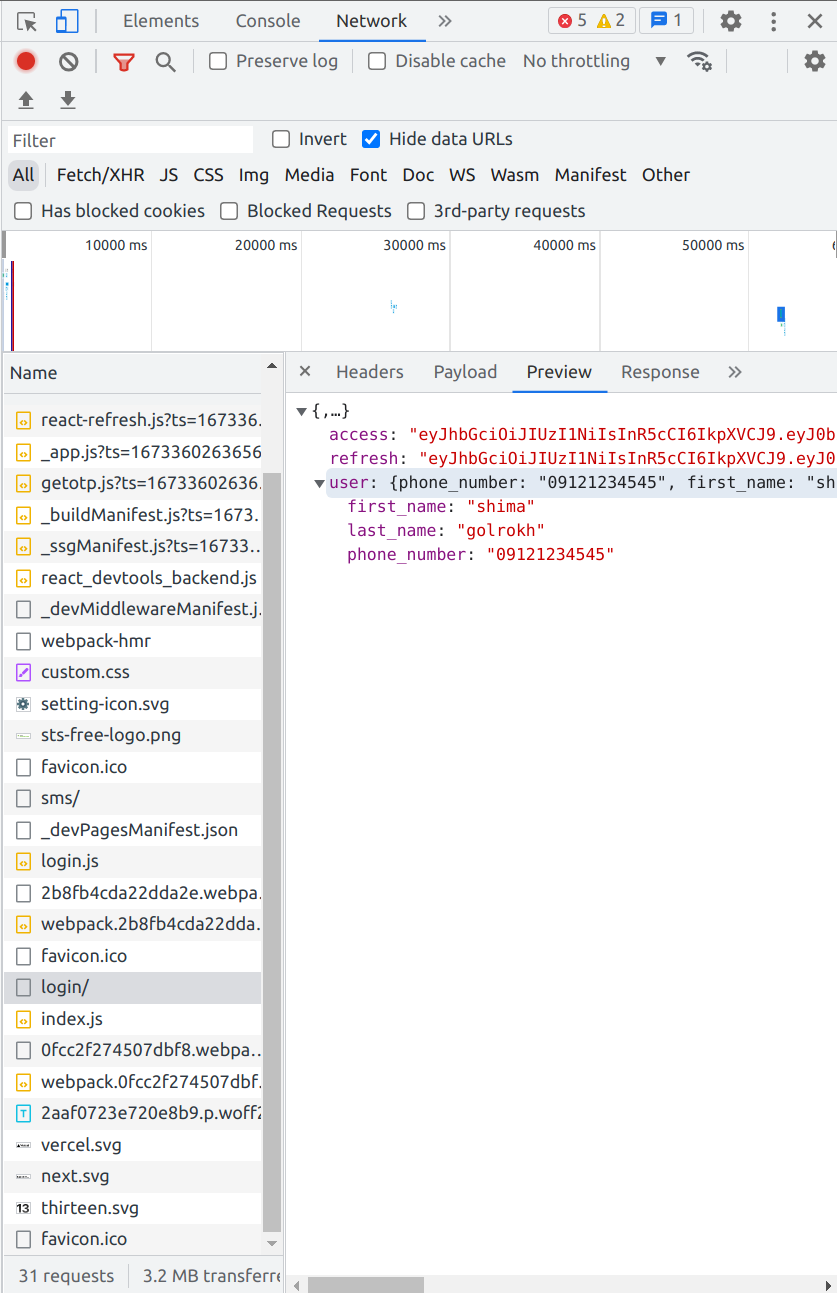 Elements Console Network 5 2 1
Preserve log Disable cache No throttling
Filter Invert Hide data URLs
All Fetch/XHR JS CSS Img Media Font Doc WS Wasm Manifest Other
Has blocked cookies Blocked Requests 3rd-party requests
10000 ms 20000 ms 30000 ms 40000 ms 50000 ms
Name
react-refresh.js?ts=167336.
_app.js?ts=1673360263656
getotp.js?ts=16733602636.
_buildManifest.js?ts=1673.
_ssgManifest.js?ts=16733…
react_devtools_backend.js
_devMiddlewareManifest.j.
webpack-hmr
custom.css
setting-icon.svg
sts-free-logo.png
favicon.ico
sms/
_devPagesManifest.json
login.js
2b8fb4cda22dda2e.webpa.
webpack.2b8fb4cda22dda.
favicon.ico
login/
index.js
0fcc2f274507dbf8.webpa…
webpack.0fcc2f274507dbf.
2aaf0723e720e8b9.p.woff2
vercel.svg
next.svg
13 thirteen.svg
favicon.ico
31 requests 3.2 MB transferre
Headers Payload Preview Response
{,…}
access: "eyJhbGciOiJIUzI1NiIsInR5cCI6IkpXVCJ9.eyJ0b
refresh: "eyJhbGciOiJIUzI1NiIsInR5cCI6IkpXVCJ9.eyJ0
user: {phone_number: "09121234545", first_name: "sh
first_name: "shima"
last_name: "golrokh"
phone_number: "09121234545"